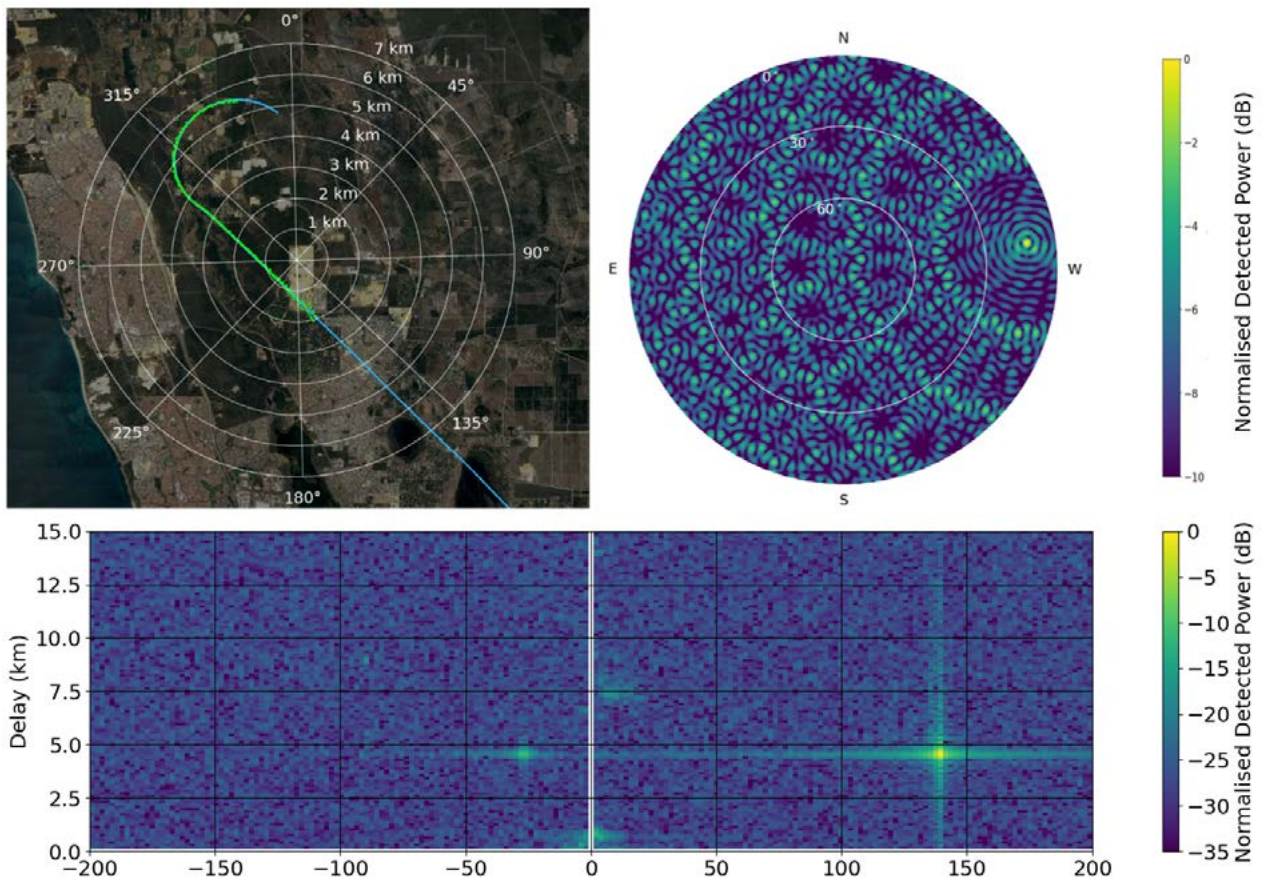 0°
7 km
6 km
45°
315°
5 km
4 km
3 km
2 km
1 km
270°
90°
225°
135°
180°
N
0°
30°
60°
E
W
S
0
−2
−4
−6
−8
−10
Normalised Detected Power (dB)
15.0
12.5
10.0
7.5
5.0
2.5
0.0
Delay (km)
−200
−150
−100
−50
0
50
100
150
200
0
−5
−10
−15
−20
−25
−30
−35
Normalised Detected Power (dB)